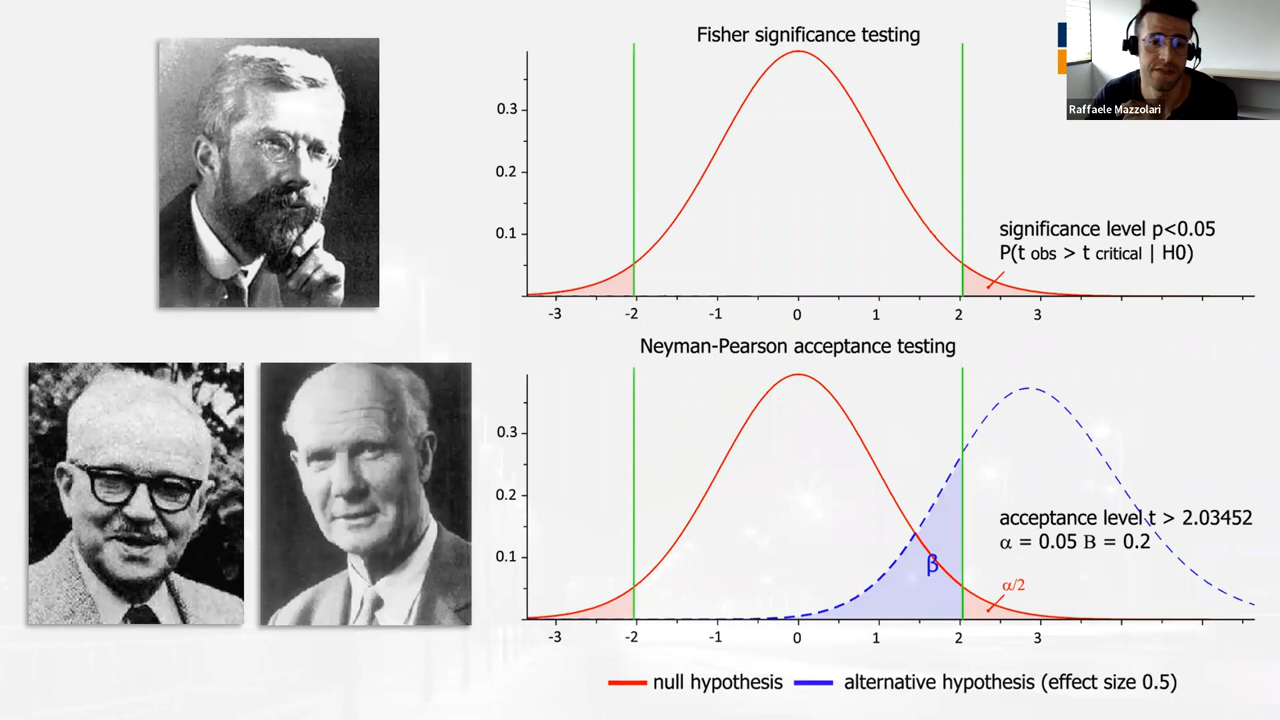 Fisher significance testing
0.3
0.2
0.1
-3 -2 -1 0 1 2 3
significance level p<0.05
P(t obs > t critical | H0)
Raffaele Mazzolari
Neyman-Pearson acceptance testing
0.3
0.2
0.1
-3 -2 -1 0 1 2 3
β
acceptance level t > 2.03452
α = 0.05 B = 0.2
α/2
null hypothesis
alternative hypothesis (effect size 0.5)